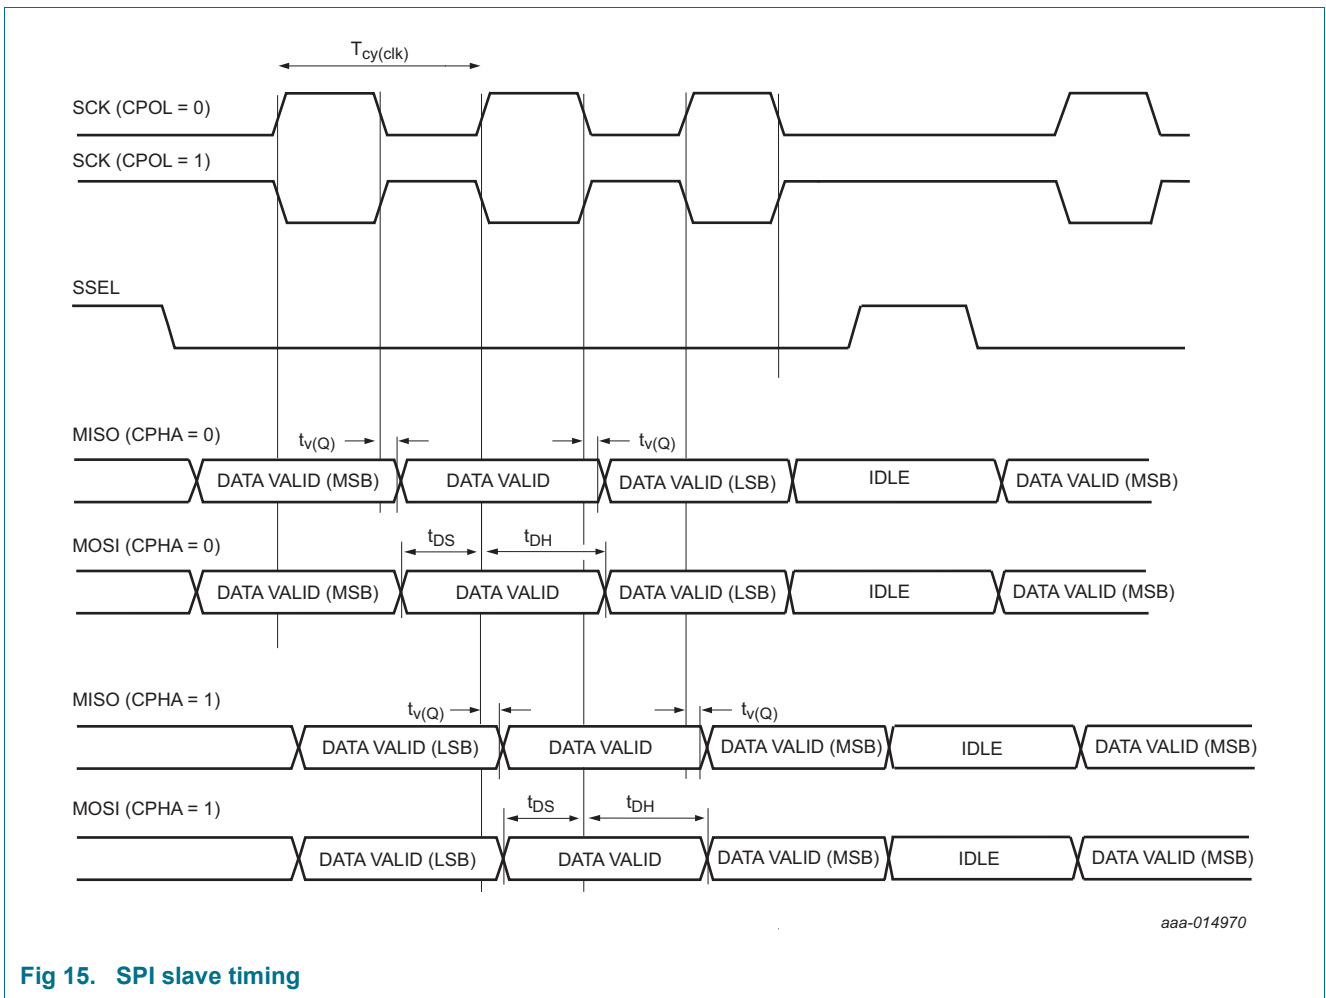 Tcy(clk)
SCK (CPOL = 0)
SCK (CPOL = 1)
SSEL
MISO (CPHA = 0)
tv(Q) tv(Q)
DATA VALID (MSB) DATA VALID DATA VALID (LSB) IDLE DATA VALID (MSB)
MOSI (CPHA = 0)
tDS tDH
DATA VALID (MSB) DATA VALID DATA VALID (LSB) IDLE DATA VALID (MSB)
MISO (CPHA = 1)
tv(Q) tv(Q)
DATA VALID (LSB) DATA VALID DATA VALID (MSB) IDLE DATA VALID (MSB)
MOSI (CPHA = 1)
tDS tDH
DATA VALID (LSB) DATA VALID DATA VALID (MSB) IDLE DATA VALID (MSB)
aaa-014970
Fig 15. SPI slave timing